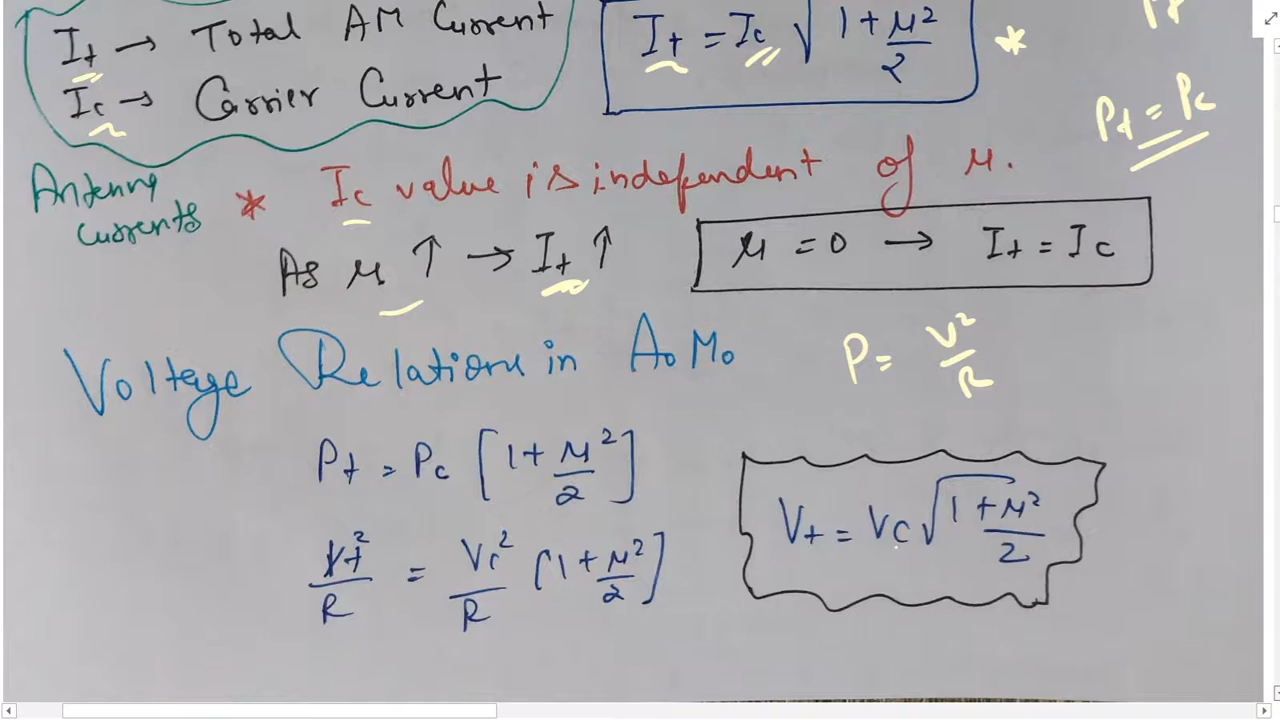 It → Total AM Current
Ic → Carrier Current
It = Ic √1+μ²/2 *
Pt = Pc
Antenna currents
* Ic value is independent of μ.
As μ ↑ → It ↑
μ = 0 → It = Ic
Voltage Relations in A.M.
P = V²/R
Pt = Pc [1 + μ²/2]
Vt²/R = Vc²/R [1 + μ²/2]
Vt = Vc √1+μ²/2